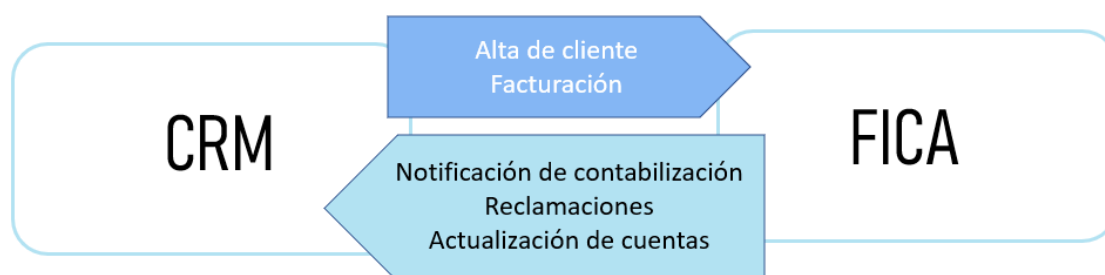 CRM
Alta de cliente
Facturación
Notificación de contabilización
Reclamaciones
Actualización de cuentas
FICA